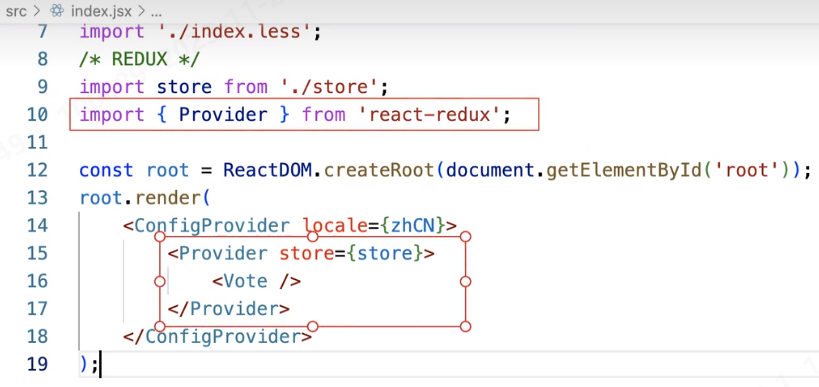 src > index.jsx > ...
7 import './index.less';
8 /* REDUX */
9 import store from './store';
10 import { Provider } from 'react-redux';
11
12 const root = ReactDOM.createRoot(document.getElementById('root'));
13 root.render(
14     <ConfigProvider locale={zhCN}>
15         <Provider store={store}>
16             <Vote />
17         </Provider>
18     </ConfigProvider>
19 );